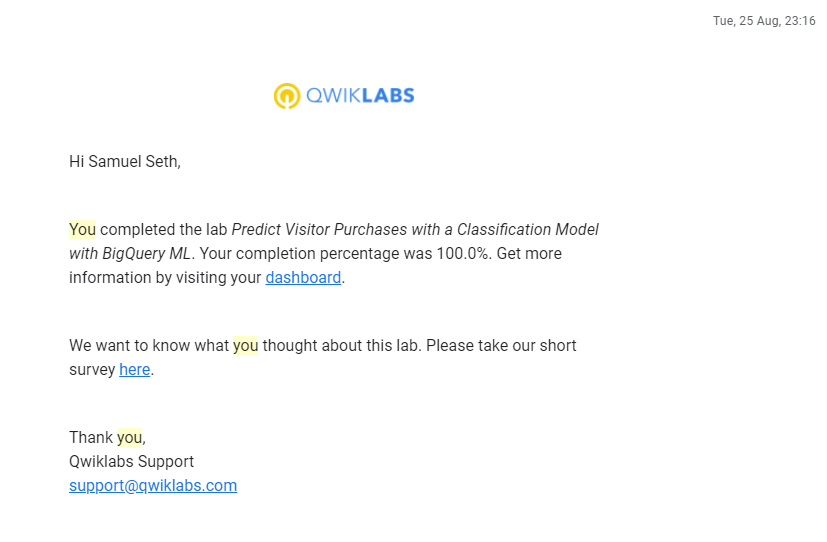 Tue, 25 Aug, 23:16
QWIKLABS
Hi Samuel Seth,
You completed the lab Predict Visitor Purchases with a Classification Model
with BigQuery ML. Your completion percentage was 100.0%. Get more
information by visiting your dashboard.
We want to know what you thought about this lab. Please take our short
survey here.
Thank you,
Qwiklabs Support
support@qwiklabs.com